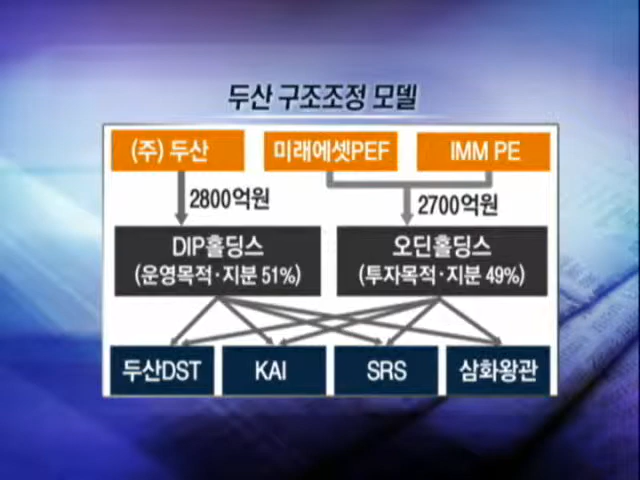 두산 구조조정 모델
(주) 두산
미래에셋PEF
IMM PE
2800억원
2700억원
DIP홀딩스
(운영목적·지분 51%)
오딘홀딩스
(투자목적·지분 49%)
두산DST
KAI
SRS
삼화왕관